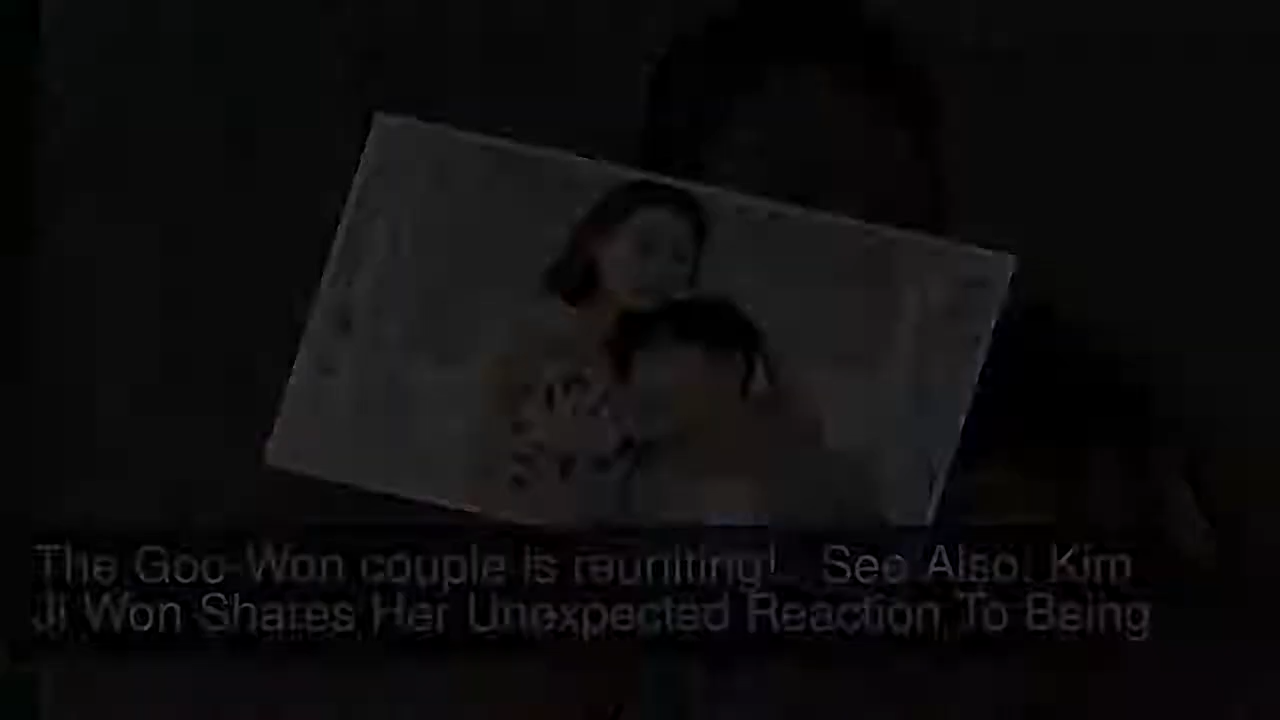 The Goo-Won couple is reuniting! See Also: Kim
Ji Won Shares Her Unexpected Reaction To Being